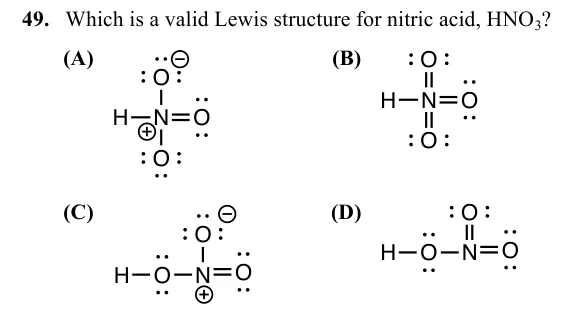 49. Which is a valid Lewis structure for nitric acid, HNO₃?
(A) (B)
⊖
:O: :O:
H—N=O H—N=O
⊕
:O: :O:
(C) (D)
⊖
:O: :O:
H—O—N=O H—O—N=O
⊕